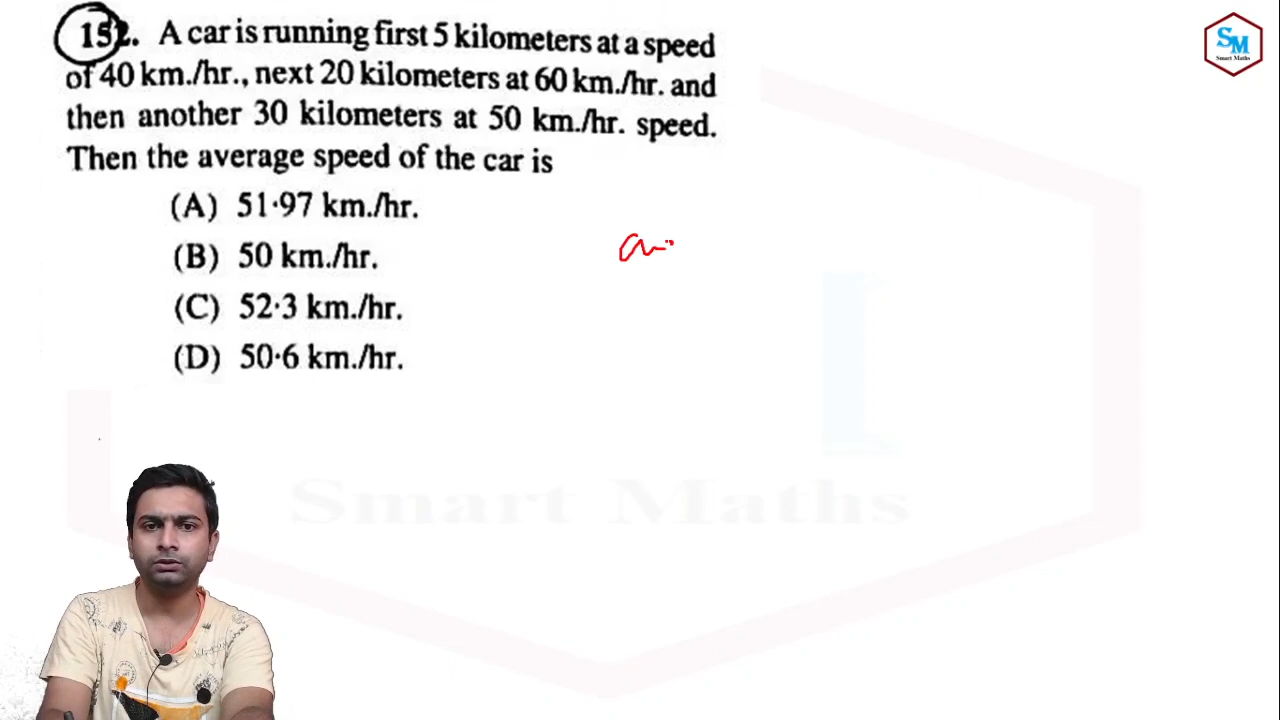 152. A car is running first 5 kilometers at a speed
of 40 km./hr., next 20 kilometers at 60 km./hr. and
then another 30 kilometers at 50 km./hr. speed.
Then the average speed of the car is
(A) 51·97 km./hr.
(B) 50 km./hr.
(C) 52·3 km./hr.
(D) 50·6 km./hr.
SM
Smart Maths
Smart Maths